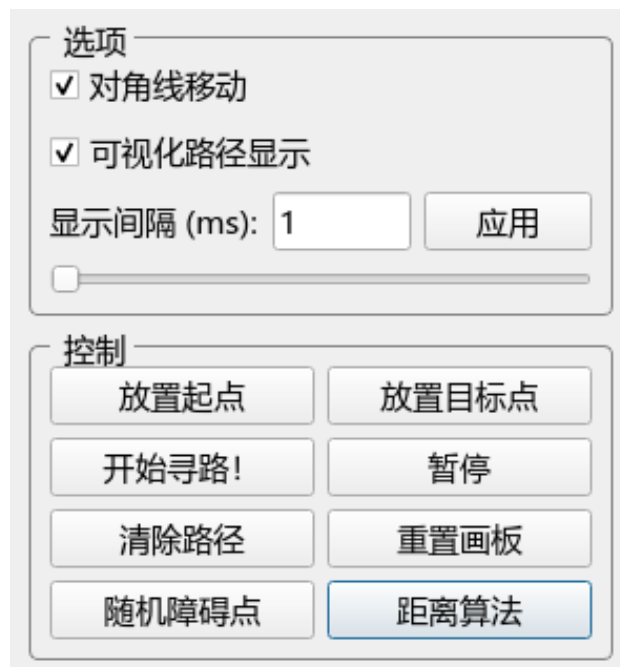 选项
对角线移动
可视化路径显示
显示间隔 (ms): 1 应用
控制
放置起点 放置目标点
开始寻路! 暂停
清除路径 重置画板
随机障碍点 距离算法